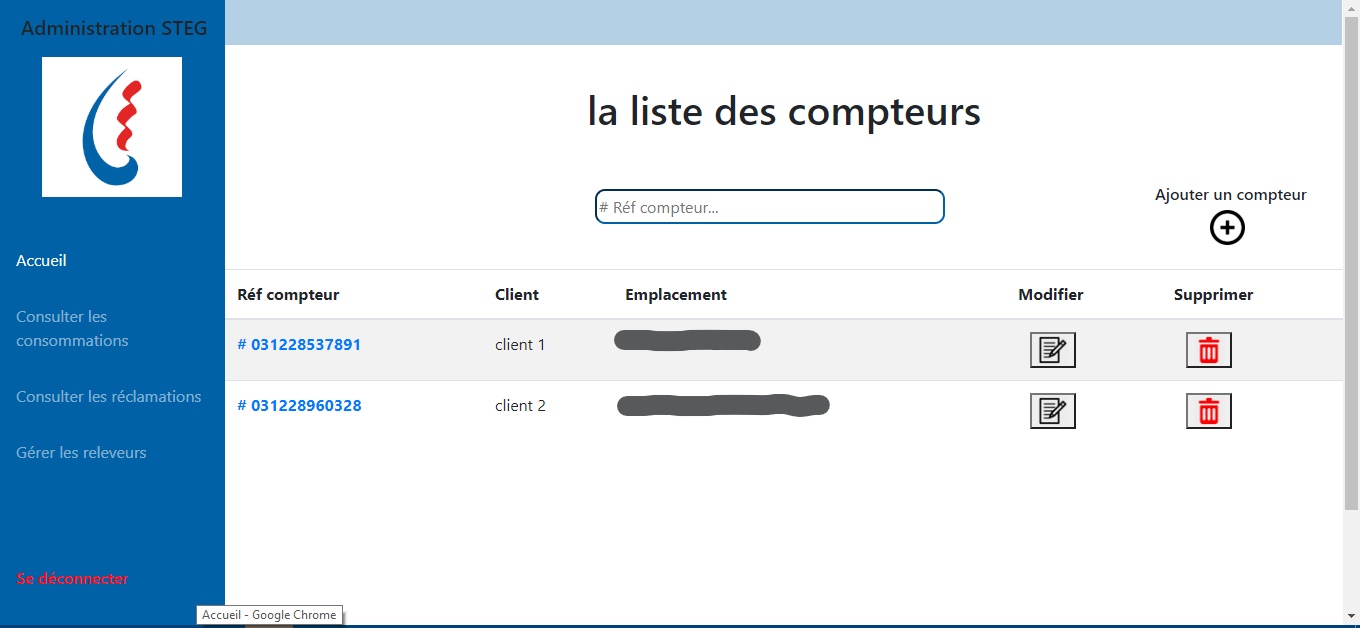 Administration STEG
Accueil
Consulter les
consommations
Consulter les réclamations
Gérer les releveurs
Se déconnecter
la liste des compteurs
# Réf compteur...
Ajouter un compteur
Réf compteur Client Emplacement Modifier Supprimer
# 031228537891 client 1
# 031228960328 client 2
Accueil - Google Chrome